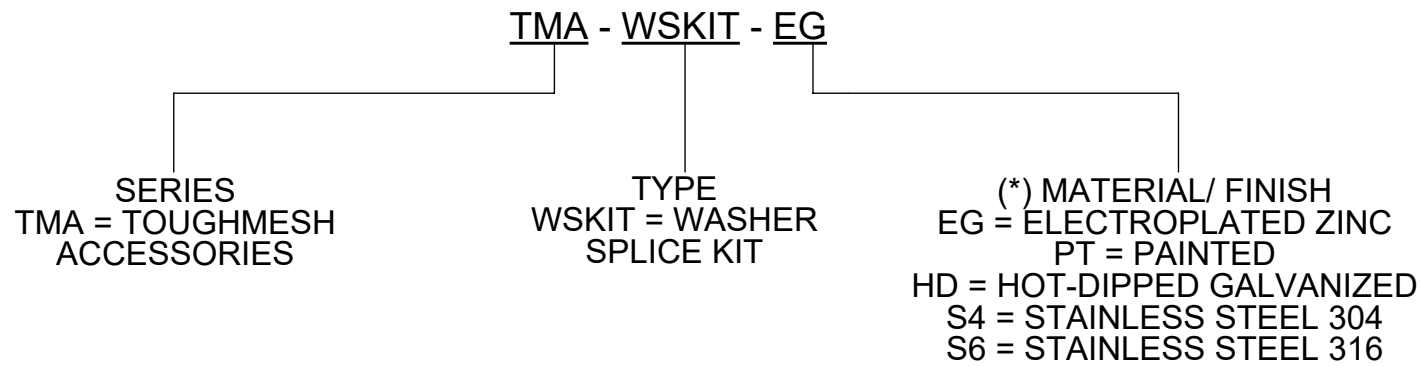 TMA - WSKIT - EG
SERIES
TMA = TOUGHMESH
ACCESSORIES
TYPE
WSKIT = WASHER
SPLICE KIT
(*) MATERIAL/ FINISH
EG = ELECTROPLATED ZINC
PT = PAINTED
HD = HOT-DIPPED GALVANIZED
S4 = STAINLESS STEEL 304
S6 = STAINLESS STEEL 316